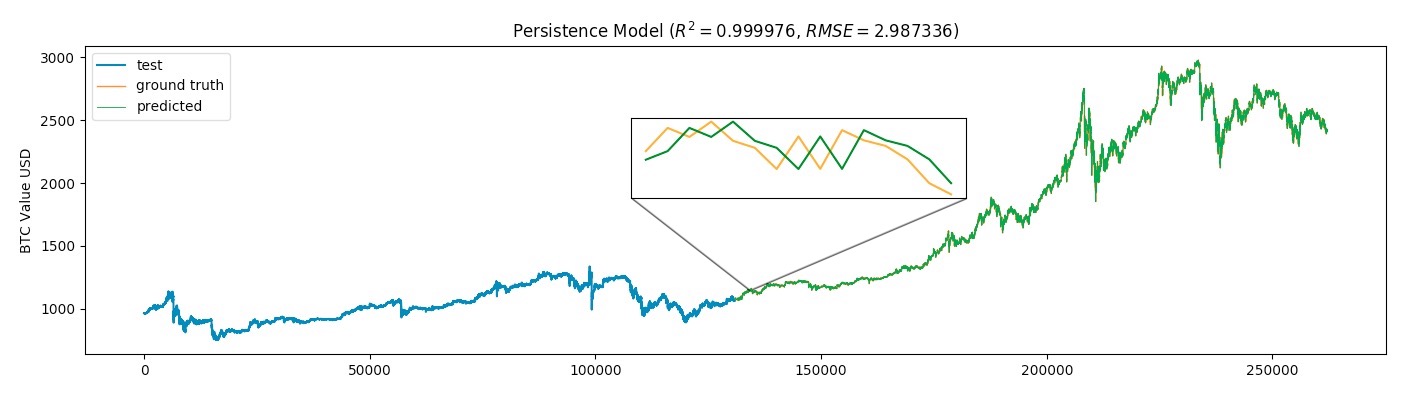 Persistence Model (R² = 0.999976, RMSE = 2.987336)
test
ground truth
predicted
BTC Value USD
3000
2500
2000
1500
1000
0 50000 100000 150000 200000 250000